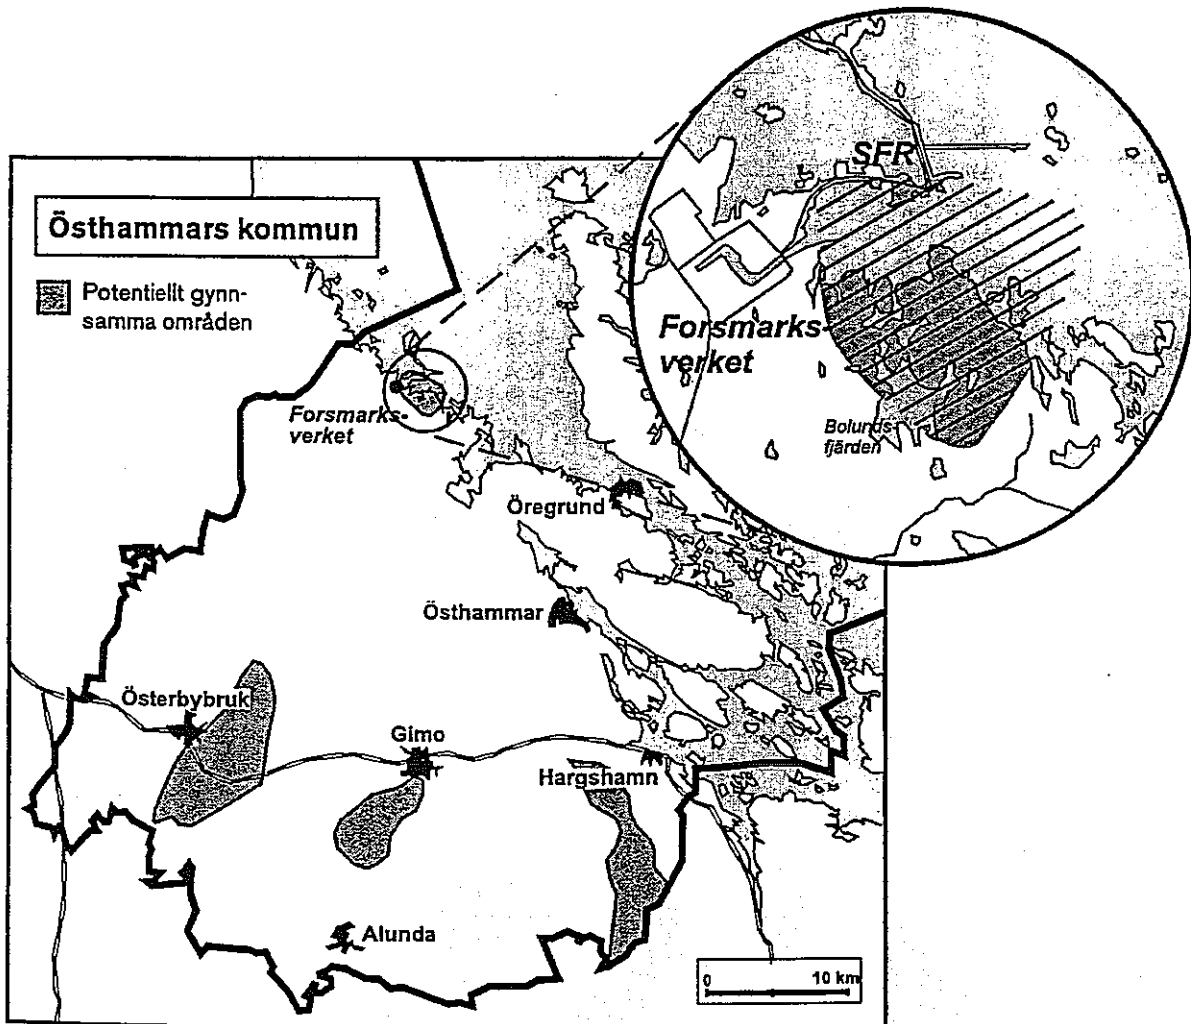 Östhammars kommun
Potentiellt gynn-
samma områden
SFR
Forsmarks-
verket
Bolunds-
fjärden
Forsmarks-
verket
Öregrund
Östhammar
Österbybruk
Gimo
Hargshamn
Alunda
0 10 km